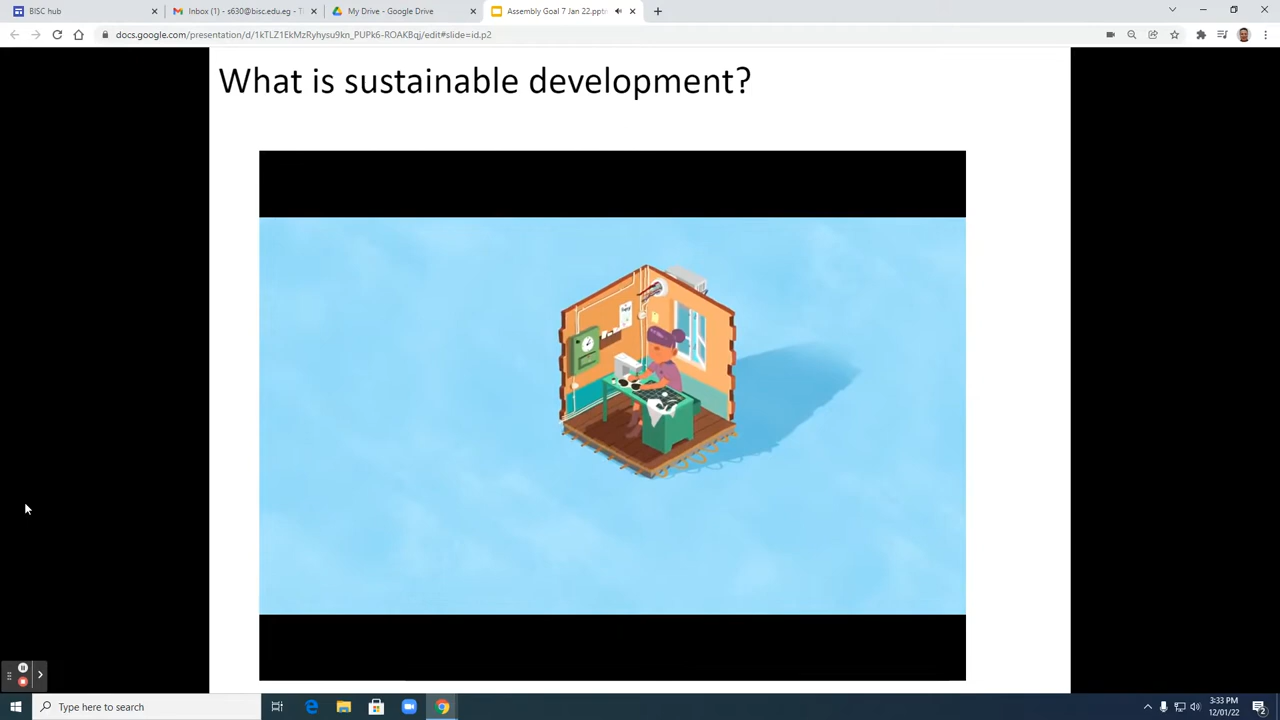 BISC hub
Inbox (1) - s630@bisc.edu.eg - T
My Drive - Google Drive
Assembly Goal 7 Jan 22.pptx
docs.google.com/presentation/d/1kTLZ1EkMzRyhysu9kn_PUPk6-ROAKBqj/edit#slide=id.p2
What is sustainable development?
Type here to search
3:33 PM
12/01/22
2